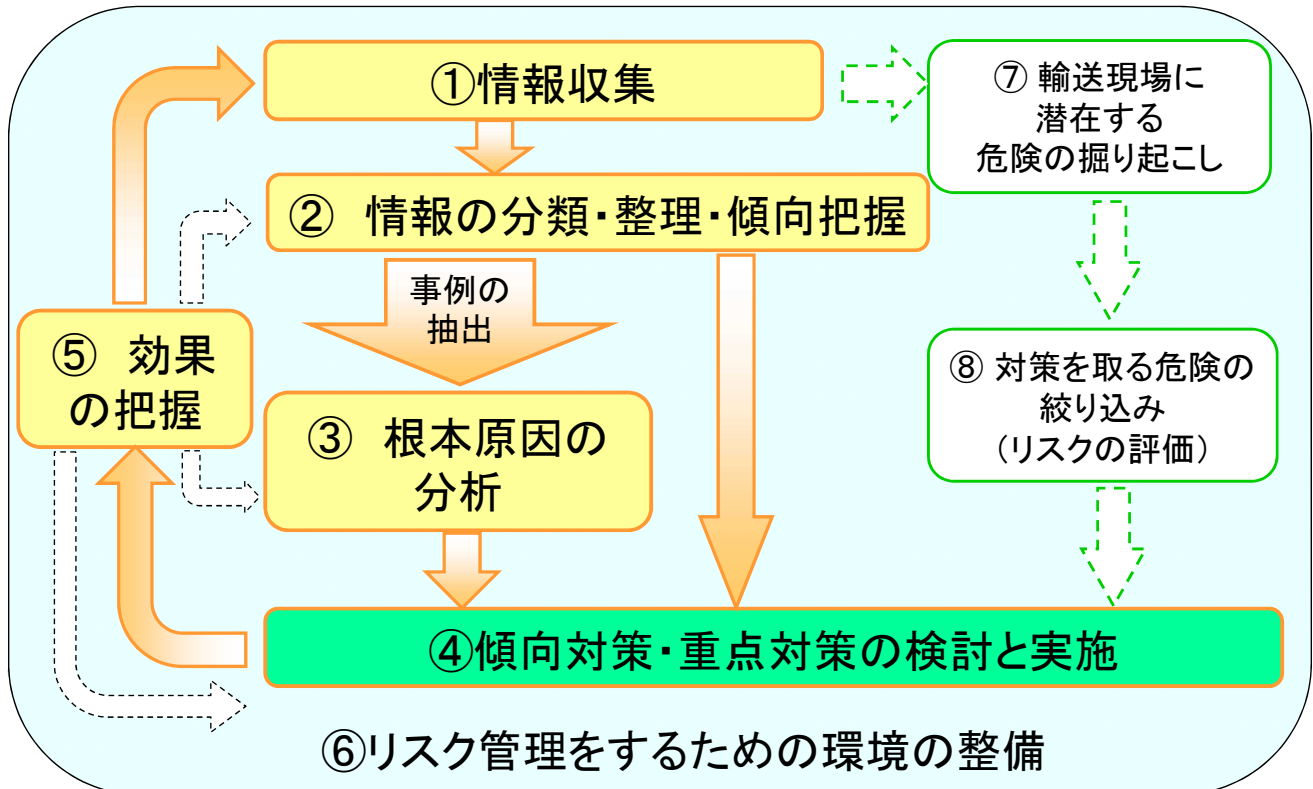 ①情報収集
⑦ 輸送現場に
潜在する
危険の掘り起こし
② 情報の分類・整理・傾向把握
事例の
抽出
⑤ 効果
の把握
③ 根本原因の
分析
⑧ 対策を取る危険の
絞り込み
（リスクの評価）
④傾向対策・重点対策の検討と実施
⑥リスク管理をするための環境の整備